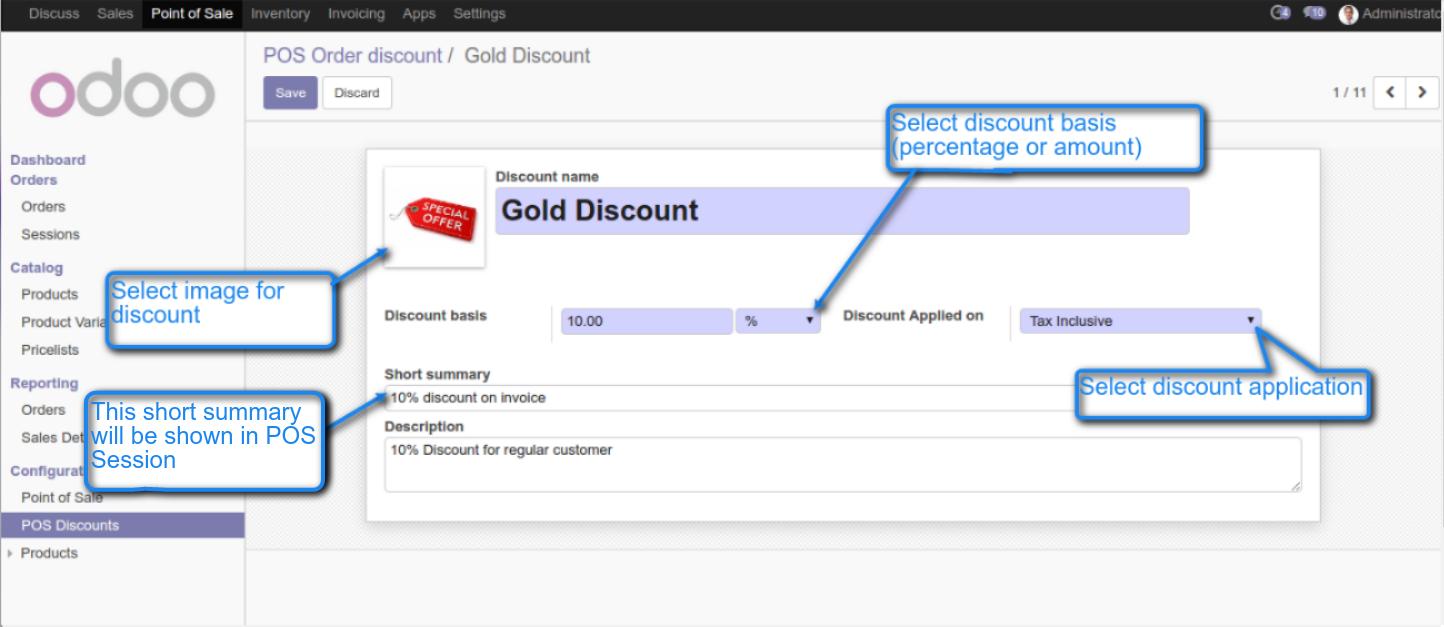 Discuss Sales Point of Sale Inventory Invoicing Apps Settings 4 10 Administrato
odoo
POS Order discount / Gold Discount
Save Discard
1 / 11
Dashboard
Orders
Orders
Sessions
Catalog
Products
Product Varia
Pricelists
Reporting
Orders
Sales Det
Configurat
Point of Sale
POS Discounts
Products
Select discount basis
(percentage or amount)
SPECIAL
OFFER
Discount name
Gold Discount
Select image for
discount
Discount basis 10.00 % Discount Applied on Tax Inclusive
Select discount application
Short summary
10% discount on invoice
This short summary
will be shown in POS
Session
Description
10% Discount for regular customer